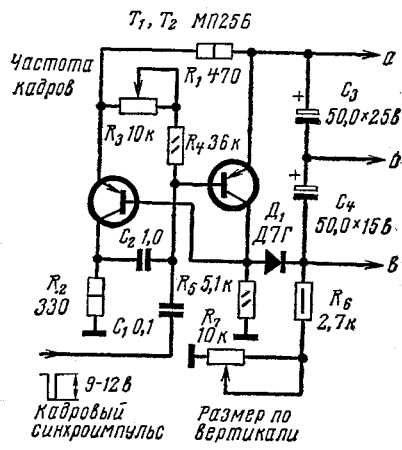 T₁, T₂ МП25Б
Частота
кадров
R₁ 470
R₃ 10к
R₄ 36к
C₃
50,0×25в
C₄
50,0×15в
а
б
в
C₂ 1,0
Д₁
Д7Г
R₂
330
R₅ 5,1к
C₁ 0,1
R₇
10к
R₆
2,7к
9-12в
Кадровый
синхроимпульс
Размер по
вертикали